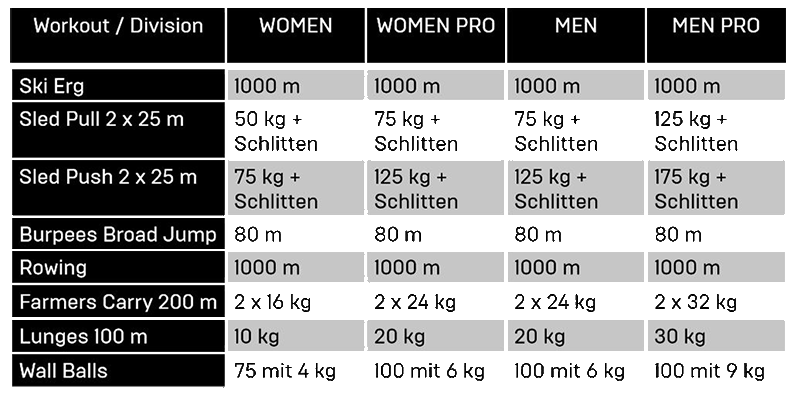 Workout / Division WOMEN WOMEN PRO MEN MEN PRO
Ski Erg 1000 m 1000 m 1000 m 1000 m
Sled Pull 2 x 25 m 50 kg + 75 kg + 75 kg + 125 kg +
Schlitten Schlitten Schlitten Schlitten
Sled Push 2 x 25 m 75 kg + 125 kg + 125 kg + 175 kg +
Schlitten Schlitten Schlitten Schlitten
Burpees Broad Jump 80 m 80 m 80 m 80 m
Rowing 1000 m 1000 m 1000 m 1000 m
Farmers Carry 200 m 2 x 16 kg 2 x 24 kg 2 x 24 kg 2 x 32 kg
Lunges 100 m 10 kg 20 kg 20 kg 30 kg
Wall Balls 75 mit 4 kg 100 mit 6 kg 100 mit 6 kg 100 mit 9 kg